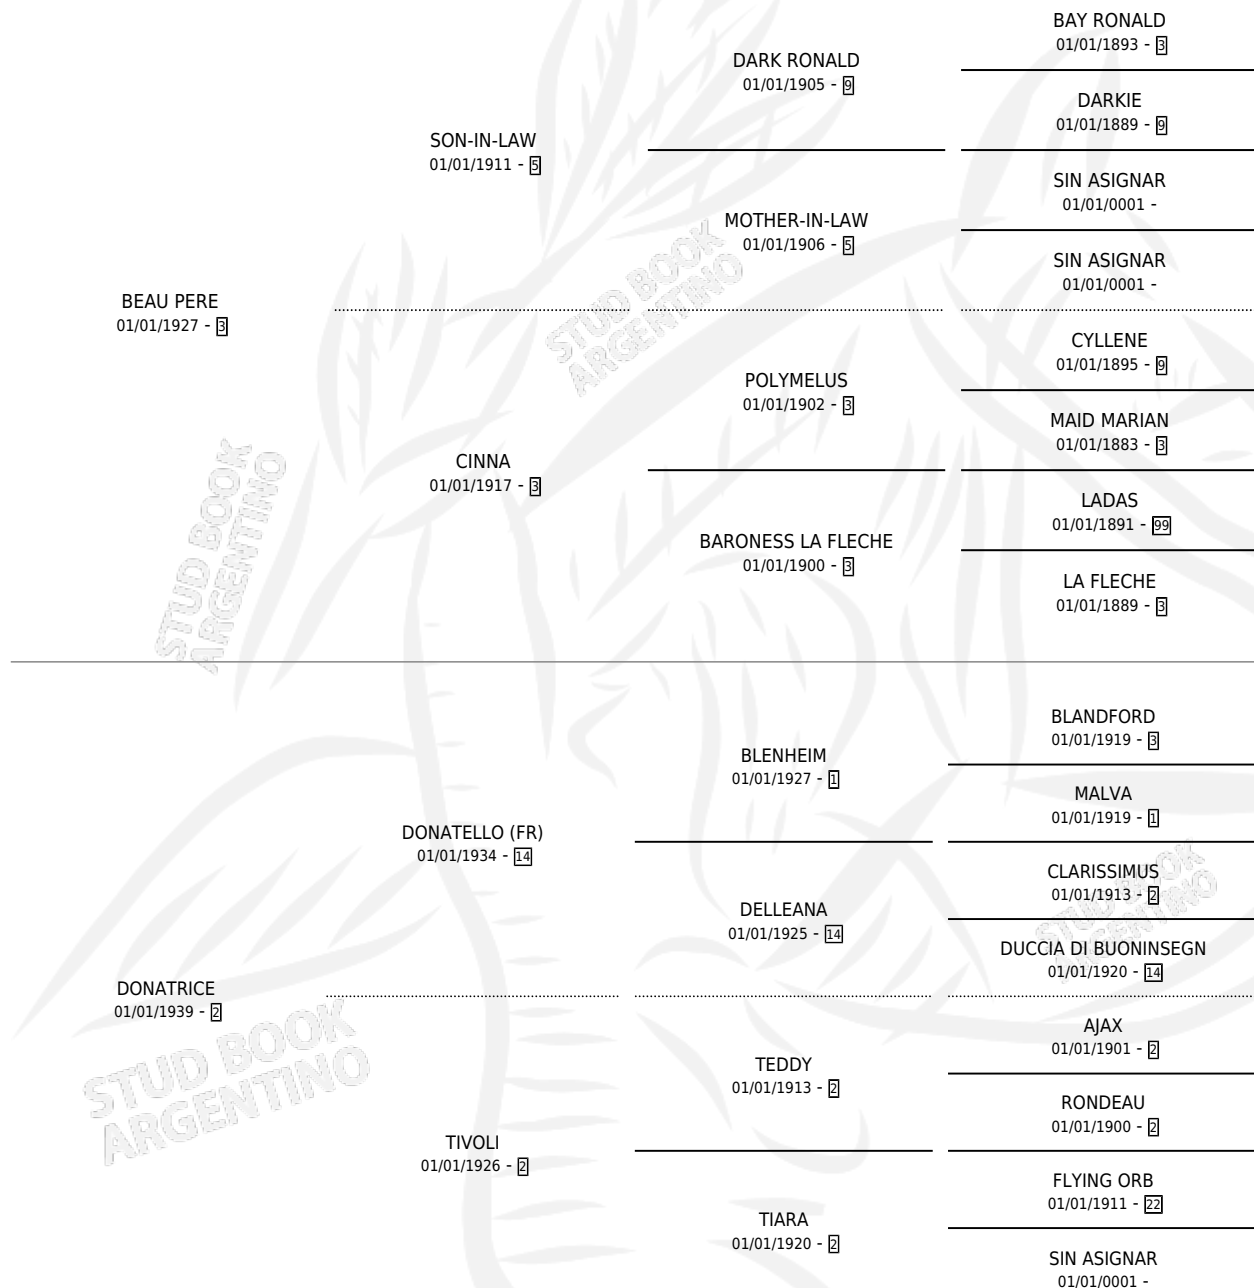 BEAU PERE
01/01/1927 - 3
SON-IN-LAW
01/01/1911 - 5
DARK RONALD
01/01/1905 - 9
BAY RONALD
01/01/1893 - 3
DARKIE
01/01/1889 - 9
MOTHER-IN-LAW
01/01/1906 - 5
SIN ASIGNAR
01/01/0001 -
SIN ASIGNAR
01/01/0001 -
CINNA
01/01/1917 - 3
POLYMELUS
01/01/1902 - 3
CYLLENE
01/01/1895 - 9
MAID MARIAN
01/01/1883 - 3
BARONESS LA FLECHE
01/01/1900 - 3
LADAS
01/01/1891 - 99
LA FLECHE
01/01/1889 - 3
STUD BOOK
ARGENTINO
STUD BOOK
ARGENTINO
DONATRICE
01/01/1939 - 2
DONATELLO (FR)
01/01/1934 - 14
BLENHEIM
01/01/1927 - 1
BLANDFORD
01/01/1919 - 3
MALVA
01/01/1919 - 1
DELLEANA
01/01/1925 - 14
CLARISSIMUS
01/01/1913 - 2
DUCCIA DI BUONINSEGN
01/01/1920 - 14
TIVOLI
01/01/1926 - 2
TEDDY
01/01/1913 - 2
AJAX
01/01/1901 - 2
RONDEAU
01/01/1900 - 2
TIARA
01/01/1920 - 2
FLYING ORB
01/01/1911 - 22
SIN ASIGNAR
01/01/0001 -
STUD BOOK
ARGENTINO
STUD BOOK
ARGENTINO